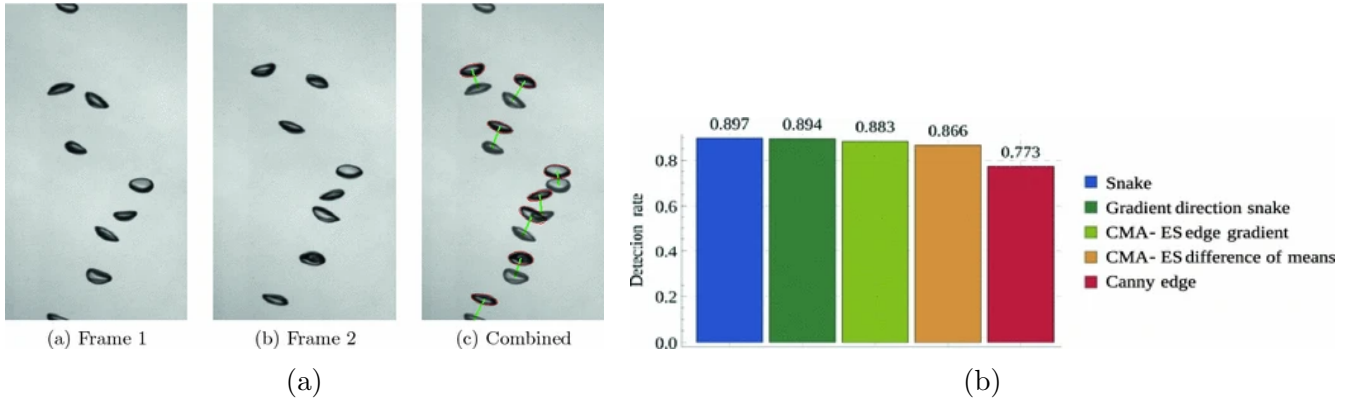 (a) Frame 1
(b) Frame 2
(c) Combined
(a)
0.897
0.894
0.883
0.866
0.773
Detection rate
0.8
0.6
0.4
0.2
0.0
Snake
Gradient direction snake
CMA- ES edge gradient
CMA- ES difference of means
Canny edge
(b)